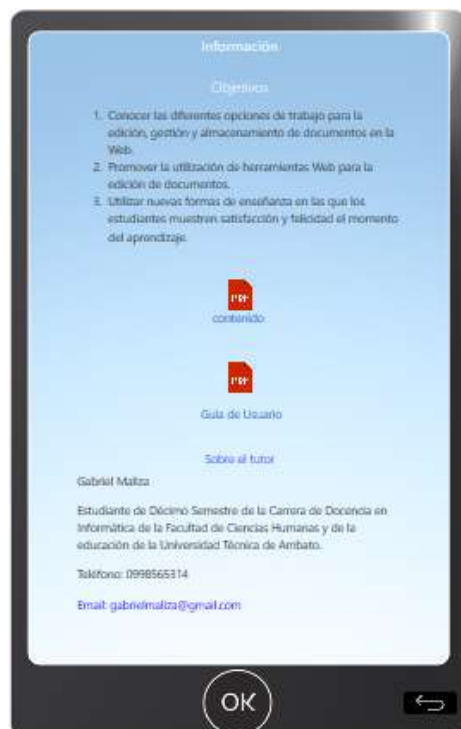 Información
Objetivos
1. Conocer las diferentes opciones de trabajo para la
edición, gestión y almacenamiento de documentos en la
Web.
2. Promover la utilización de herramientas Web para la
edición de documentos.
3. Utilizar nuevas formas de enseñanza en las que los
estudiantes muestren satisfacción y felicidad el momento
del aprendizaje.
PDF
contenido
PDF
Guía de Usuario
Sobre el tutor
Gabriel Maliza
Estudiante de Décimo Semestre de la Carrera de Docencia en
Informática de la Facultad de Ciencias Humanas y de la
educación de la Universidad Técnica de Ambato.
Teléfono: 0998565314
Email: gabrielmaliza@gmail.com
OK